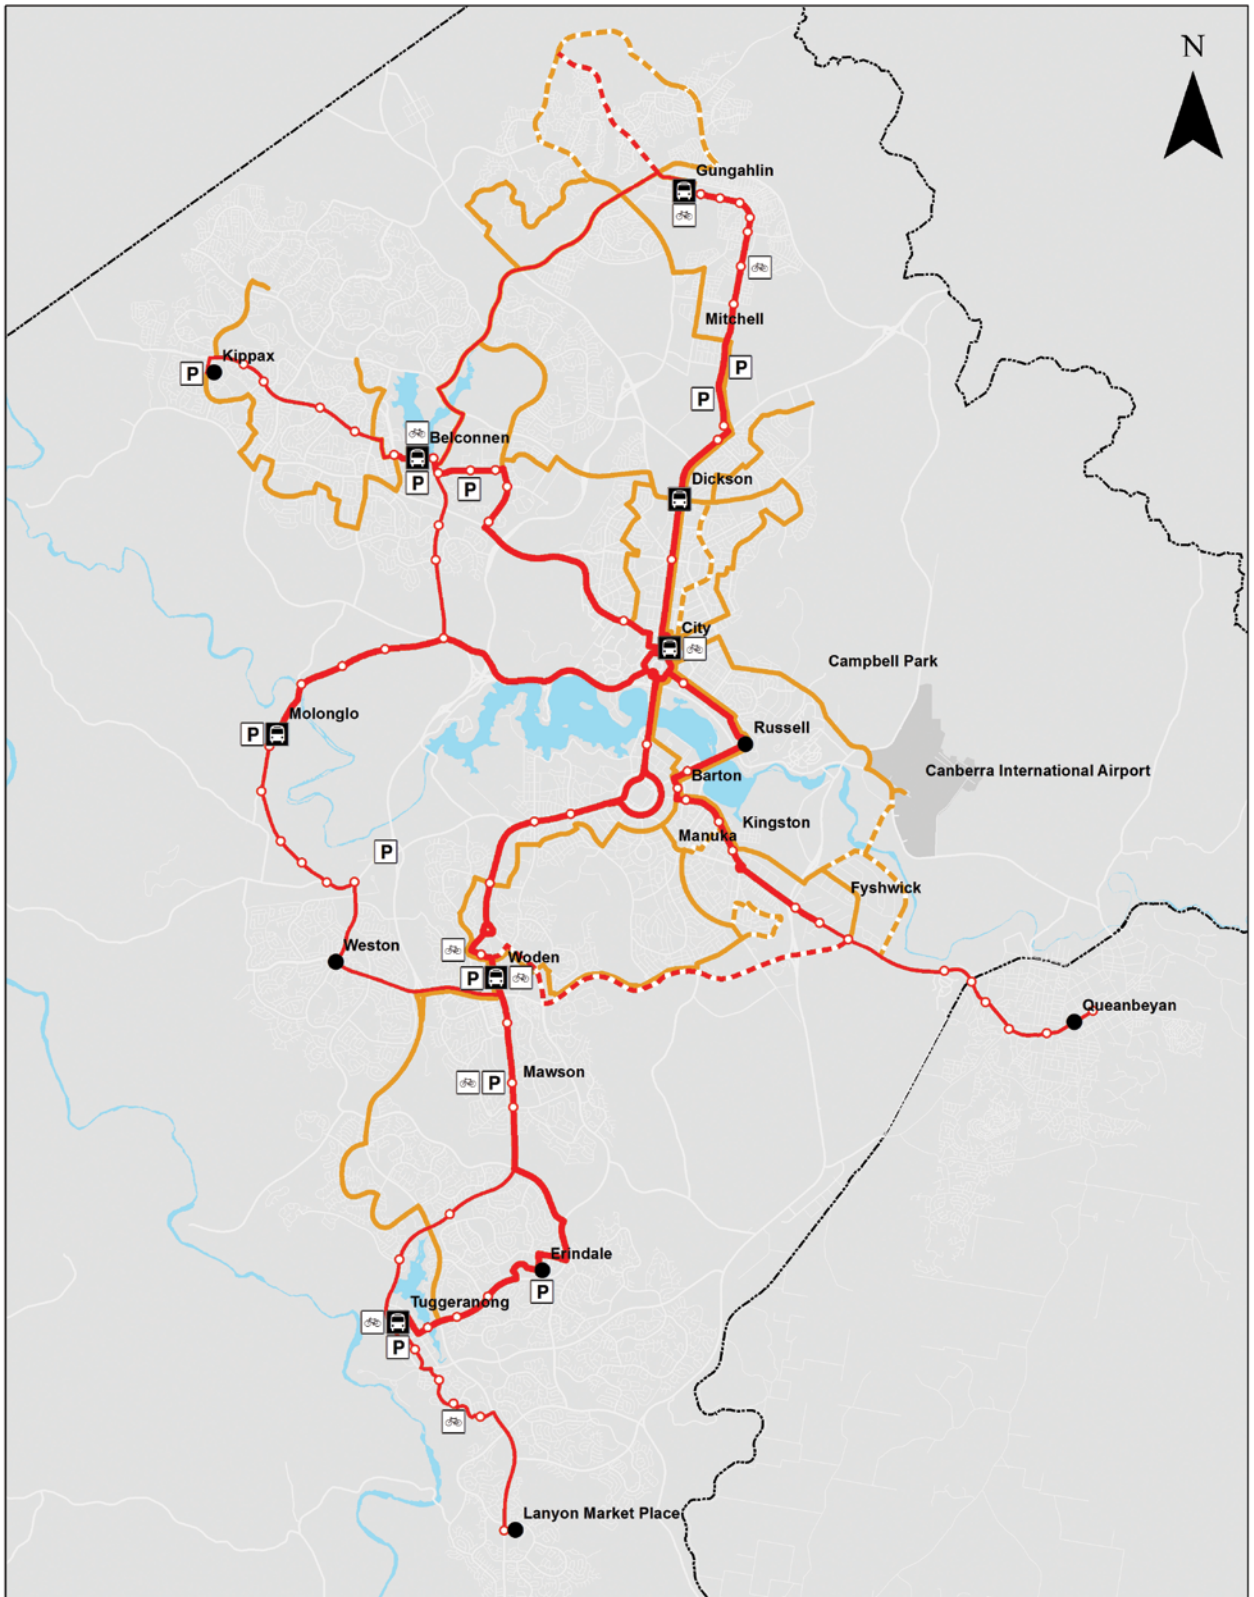 N
Gungahlin
Mitchell
P
Kippax
P
P
Belconnen
P
P
Dickson
City
Campbell Park
Molonglo
P
Russell
Canberra International Airport
Barton
Kingston
Manuka
P
Fyshwick
Weston
Woden
P
Queanbeyan
Mawson
P
Erindale
P
Tuggeranong
P
Lanyon Market Place